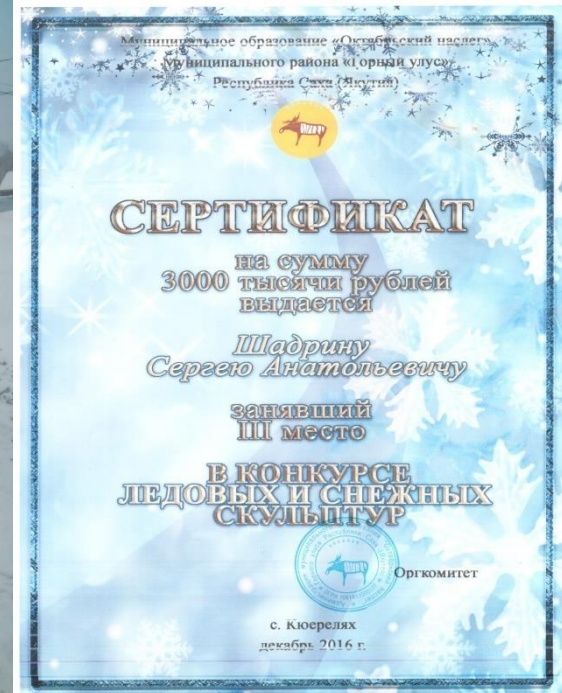 Муниципальное образование «Октябрьский наслег»
Муниципального района «Горный улус»
Республика Саха (Якутия)
СЕРТИФИКАТ
на сумму
3000 тысячи рублей
выдается
Шадрину
Сергею Анатольевичу
занявший
III место
В КОНКУРСЕ
ЛЕДОВЫХ И СНЕЖНЫХ
СКУЛЬПТУР
Оргкомитет
с. Кюерелях
декабрь 2016 г.